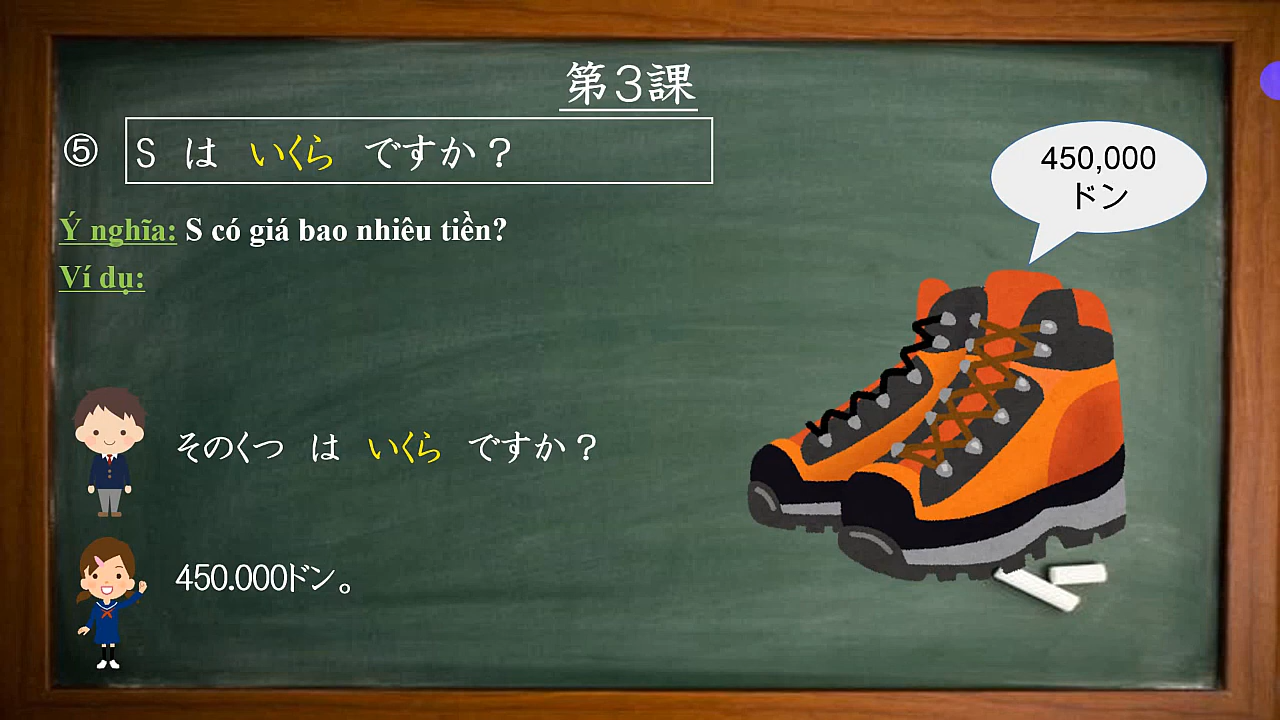 第3課
⑤ S は いくら ですか？
Ý nghĩa: S có giá bao nhiêu tiền?
Ví dụ:
450,000
ドン
そのくつ は いくら ですか？
450.000ドン。